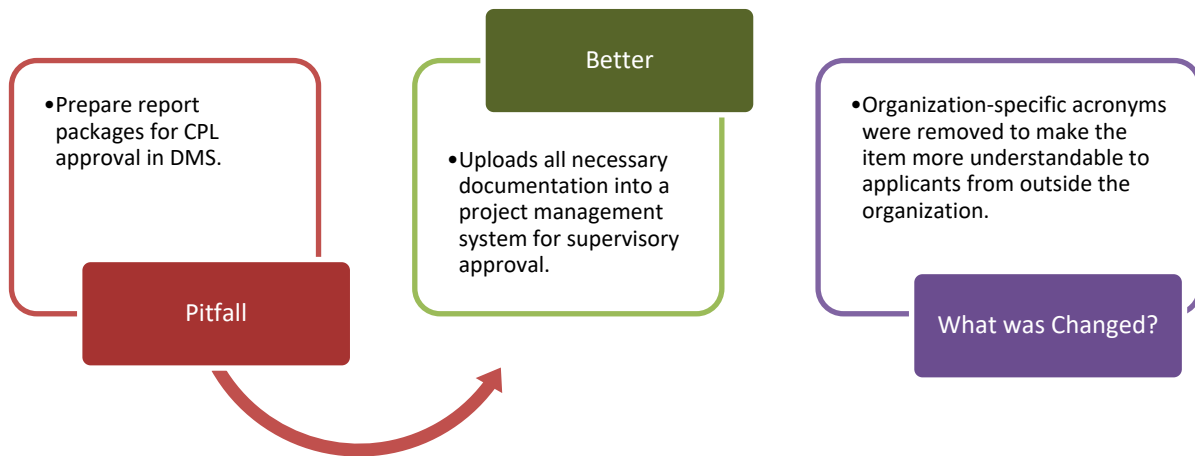 •Prepare report
packages for CPL
approval in DMS.
Pitfall
Better
•Uploads all necessary
documentation into a
project management
system for supervisory
approval.
•Organization-specific acronyms
were removed to make the
item more understandable to
applicants from outside the
organization.
What was Changed?